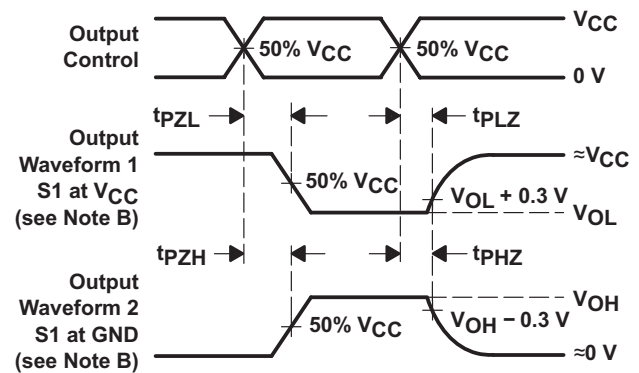 Output
Control
50% VCC
50% VCC
VCC
0 V
tPZL
tPLZ
Output
Waveform 1
S1 at VCC
(see Note B)
50% VCC
≈VCC
VOL + 0.3 V
VOL
tPZH
tPHZ
Output
Waveform 2
S1 at GND
(see Note B)
50% VCC
VOH
VOH − 0.3 V
≈0 V